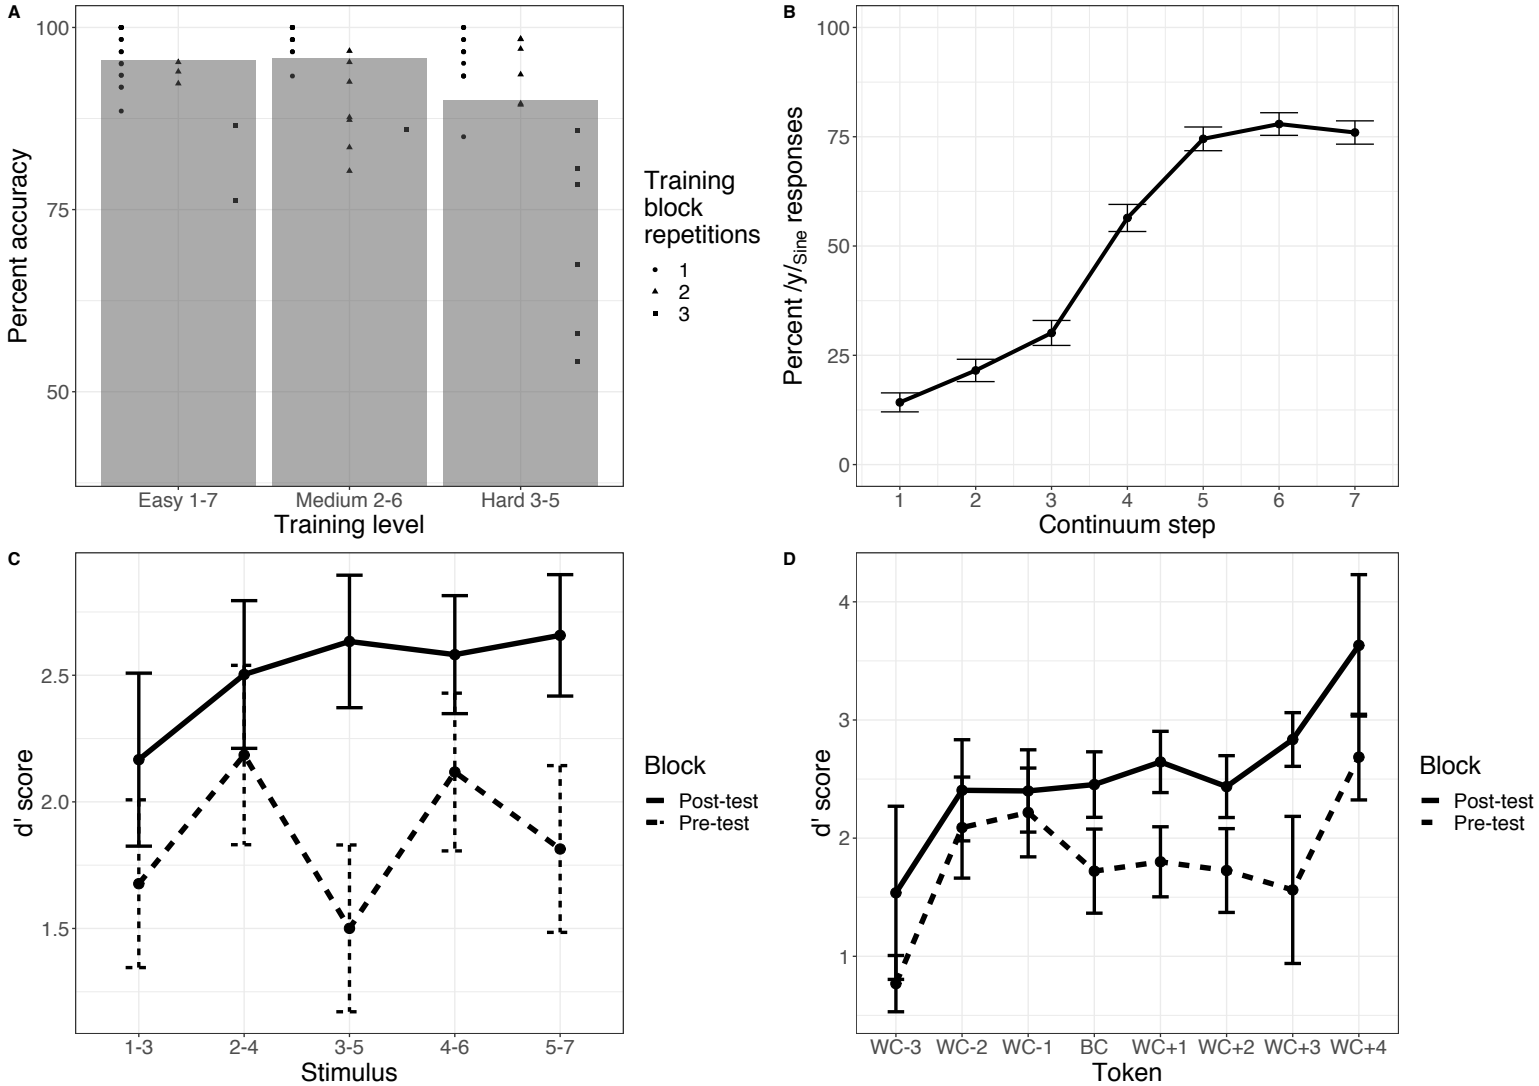 A
100
75
50
Percent accuracy
Easy 1-7
Medium 2-6
Hard 3-5
Training level
Training
block
repetitions
1
2
3
B
100
75
50
25
0
Percent /y/Sine responses
1 2 3 4 5 6 7
Continuum step
C
2.5
2.0
1.5
d' score
1-3 2-4 3-5 4-6 5-7
Stimulus
Block
Post-test
Pre-test
D
4
3
2
1
d' score
WC-3 WC-2 WC-1 BC WC+1 WC+2 WC+3 WC+4
Token
Block
Post-test
Pre-test